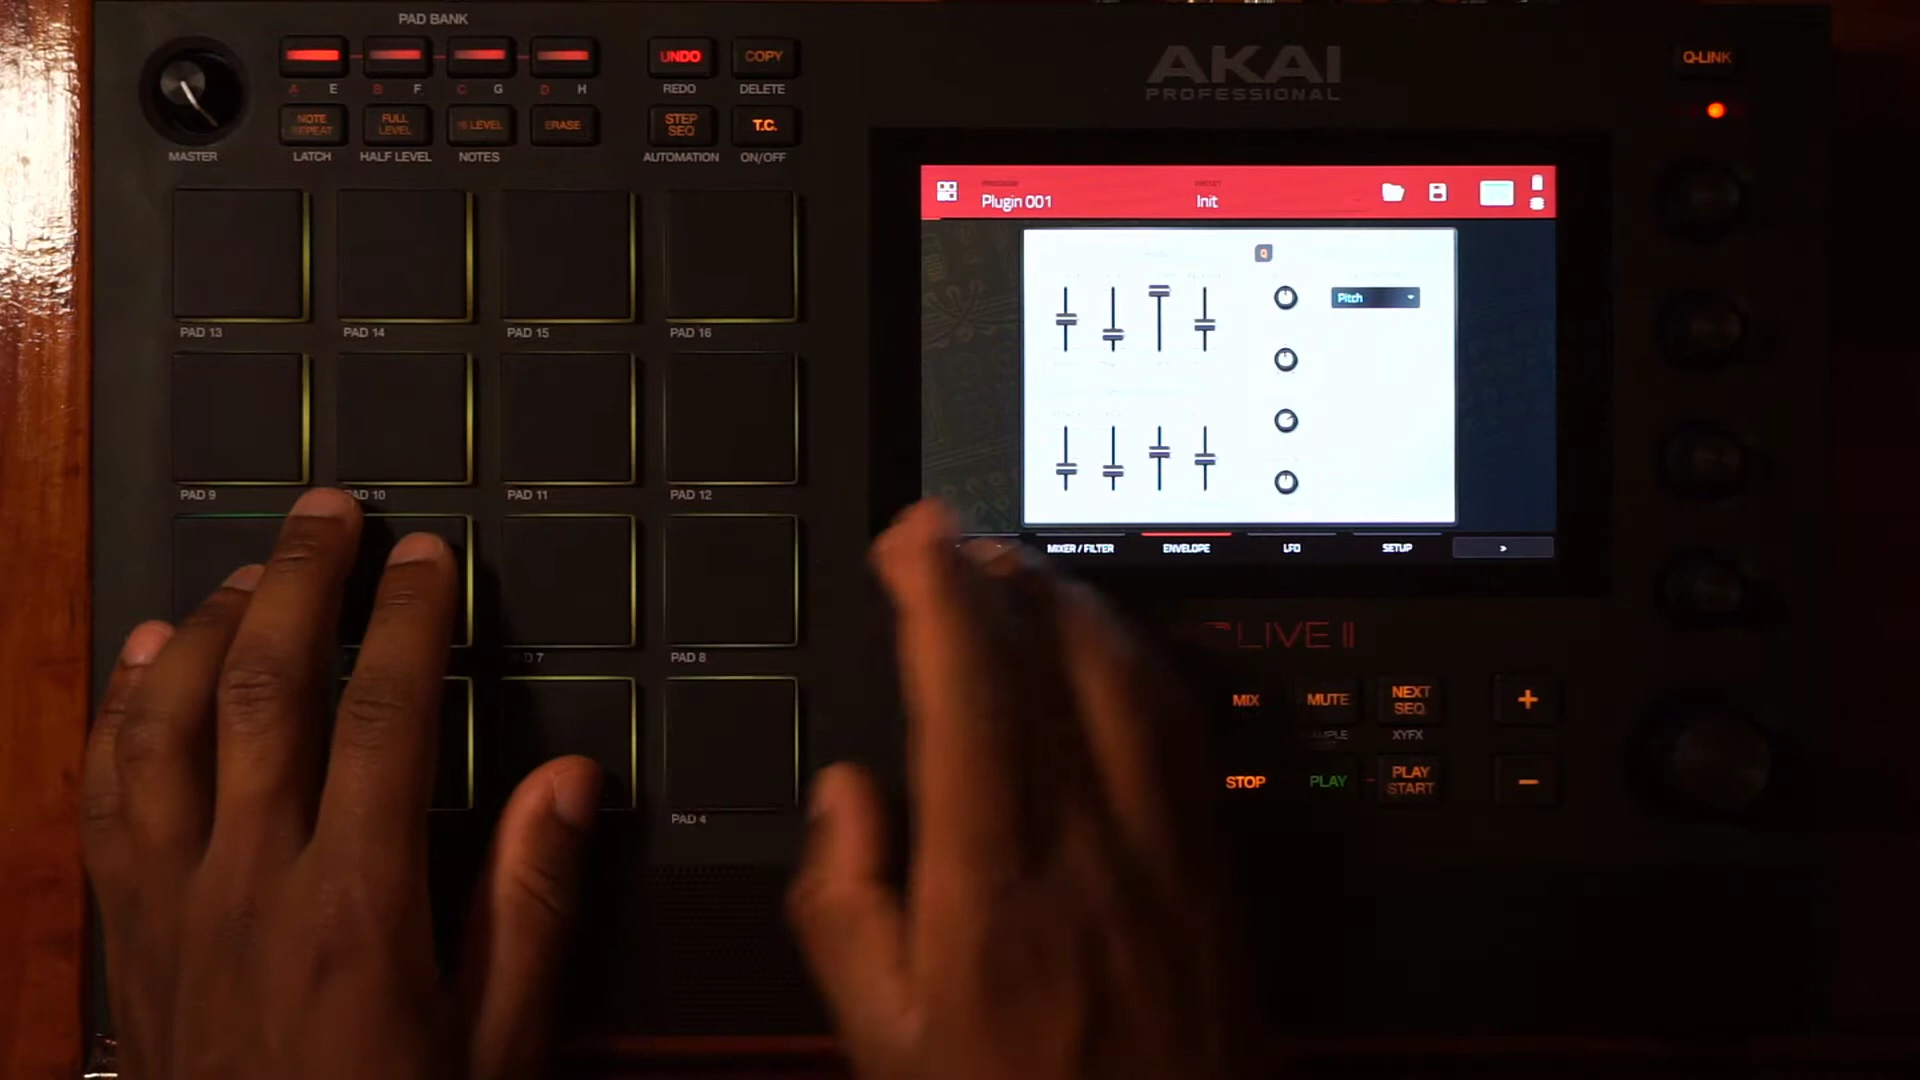 PAD BANK
A E B F C G D H
UNDO COPY
REDO DELETE
NOTE REPEAT
FULL LEVEL
LEVEL
ERASE
STEP SEQ
T.C.
MASTER LATCH HALF LEVEL NOTES AUTOMATION ON/OFF
AKAI
PROFESSIONAL
Q-LINK
Plugin 001 Init
Q
Pitch
MIXER / FILTER ENVELOPE LFO SETUP
PAD 13 PAD 14 PAD 15 PAD 16
PAD 9 PAD 10 PAD 11 PAD 12
7 PAD 8
PAD 4
LIVE II
MIX MUTE NEXT SEQ +
XYFX
STOP PLAY PLAY START −